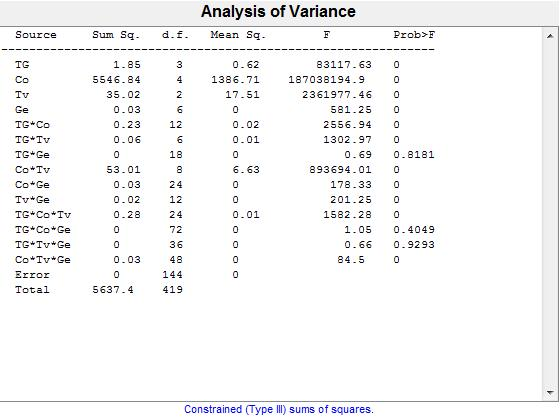 Analysis of Variance
Source Sum Sq. d.f. Mean Sq. F Prob>F
TG 1.85 3 0.62 83117.63 0
Co 5546.84 4 1386.71 187038194.9 0
Tv 35.02 2 17.51 2361977.46 0
Ge 0.03 6 0 581.25 0
TG*Co 0.23 12 0.02 2556.94 0
TG*Tv 0.06 6 0.01 1302.97 0
TG*Ge 0 18 0 0.69 0.8181
Co*Tv 53.01 8 6.63 893694.01 0
Co*Ge 0.03 24 0 178.33 0
Tv*Ge 0.02 12 0 201.25 0
TG*Co*Tv 0.28 24 0.01 1582.28 0
TG*Co*Ge 0 72 0 1.05 0.4049
TG*Tv*Ge 0 36 0 0.66 0.9293
Co*Tv*Ge 0.03 48 0 84.5 0
Error 0 144 0
Total 5637.4 419
Constrained (Type III) sums of squares.